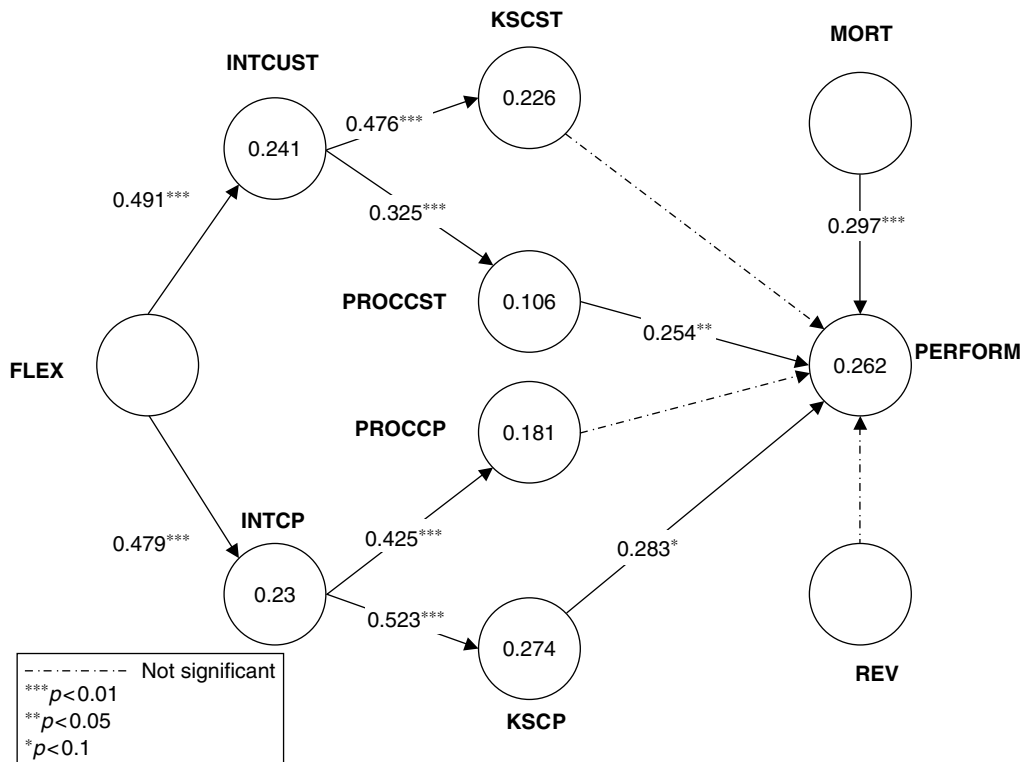 KSCST
MORT
INTCUST
0.226
0.476***
0.241
0.491***
0.325***
0.297***
PROCCST
0.106
0.254**
FLEX
0.262
PERFORM
PROCCP
0.181
INTCP
0.479***
0.425***
0.283*
0.23
0.523***
0.274
REV
KSCP
Not significant
***p<0.01
**p<0.05
*p<0.1